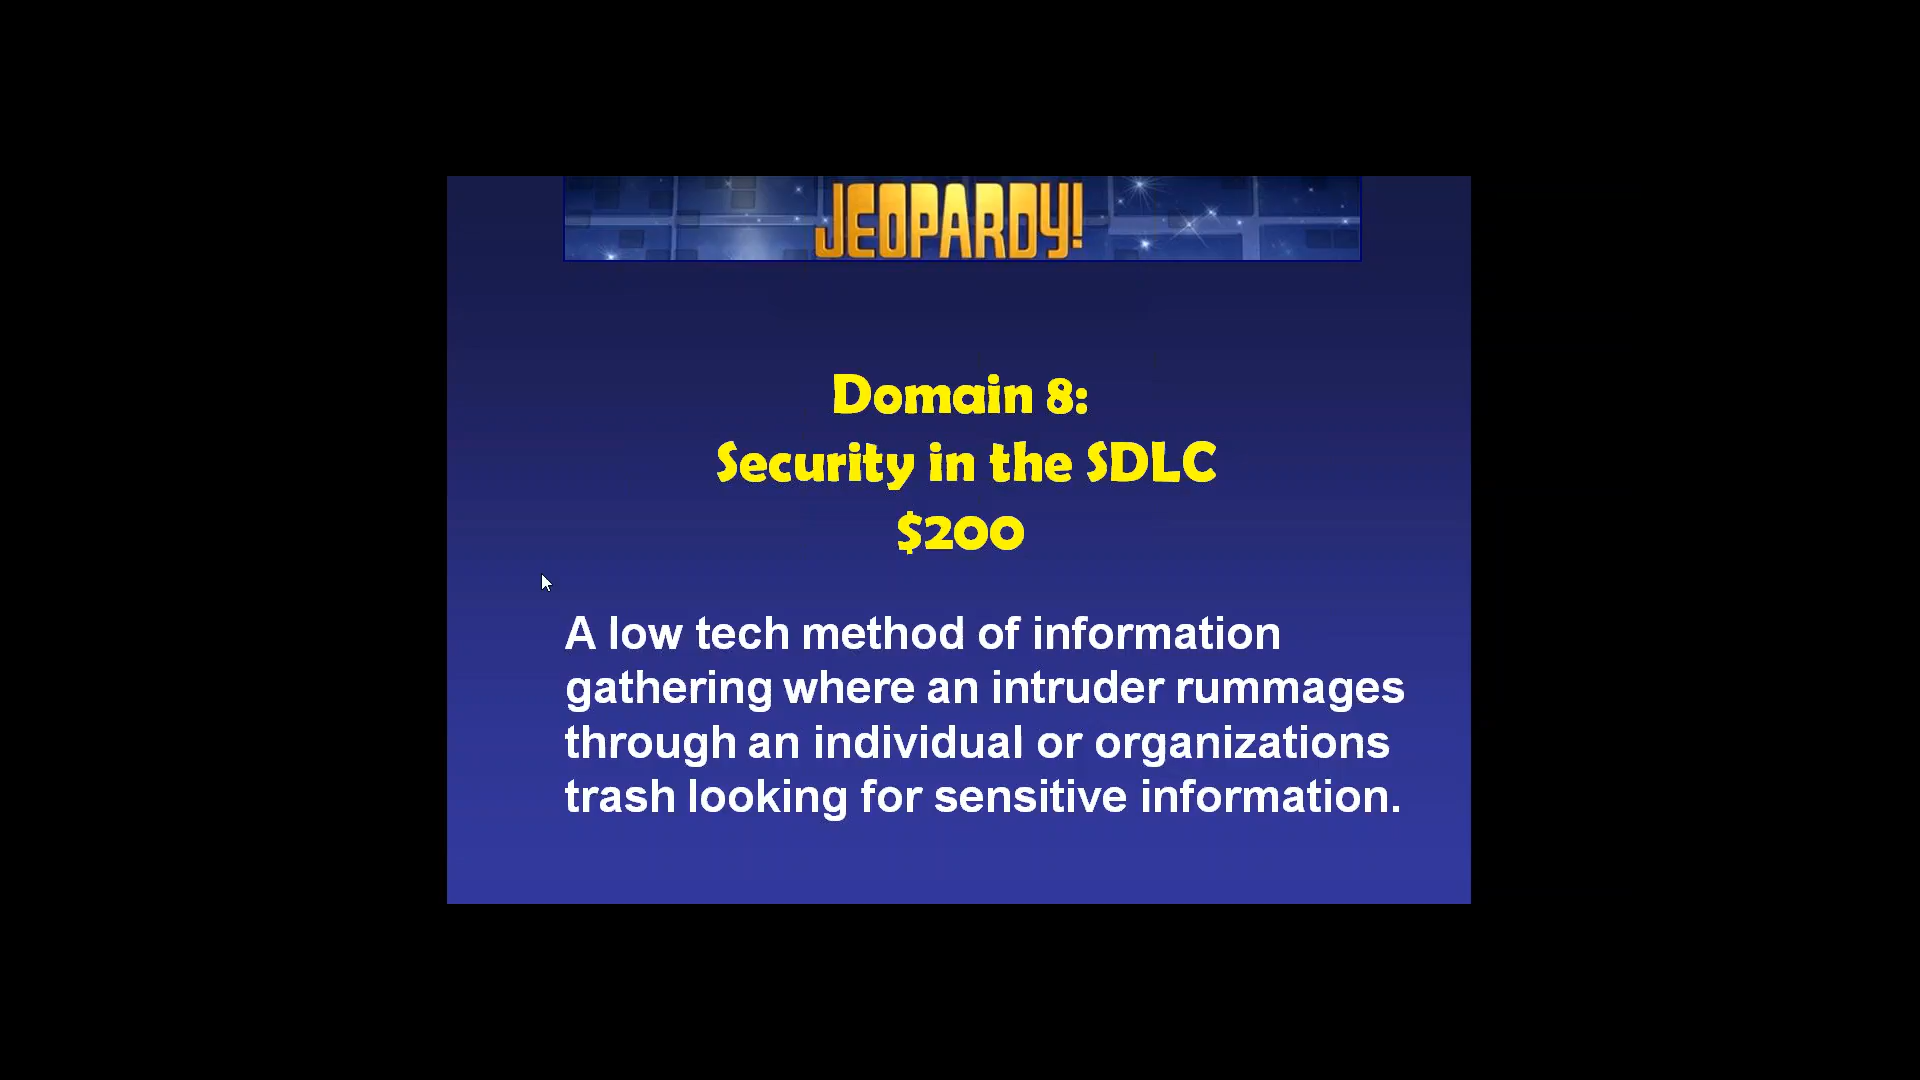 JEOPARDY!
Domain 8:
Security in the SDLC
$200
A low tech method of information
gathering where an intruder rummages
through an individual or organizations
trash looking for sensitive information.